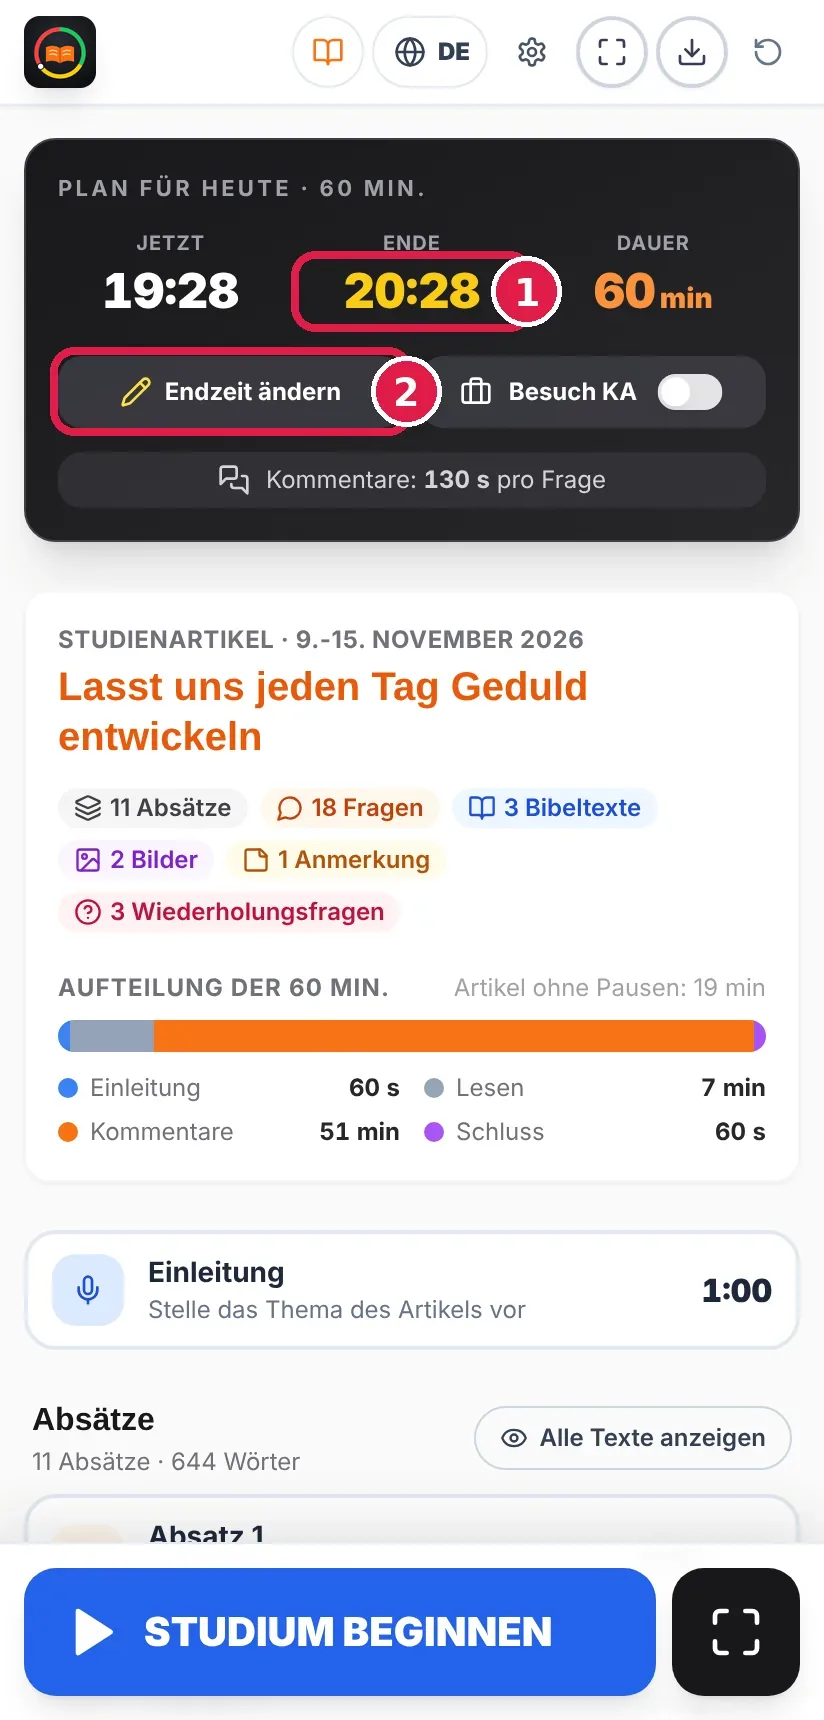 DE
PLAN FÜR HEUTE · 60 MIN.
JETZT ENDE DAUER
19:28 20:28 1 60 min
Endzeit ändern 2 Besuch KA
Kommentare: 130 s pro Frage
STUDIENARTIKEL · 9.-15. NOVEMBER 2026
Lasst uns jeden Tag Geduld
entwickeln
11 Absätze 18 Fragen 3 Bibeltexte
2 Bilder 1 Anmerkung
3 Wiederholungsfragen
AUFTEILUNG DER 60 MIN. Artikel ohne Pausen: 19 min
Einleitung 60 s Lesen 7 min
Kommentare 51 min Schluss 60 s
Einleitung
Stelle das Thema des Artikels vor 1:00
Absätze
11 Absätze · 644 Wörter Alle Texte anzeigen
Absatz 1
STUDIUM BEGINNEN